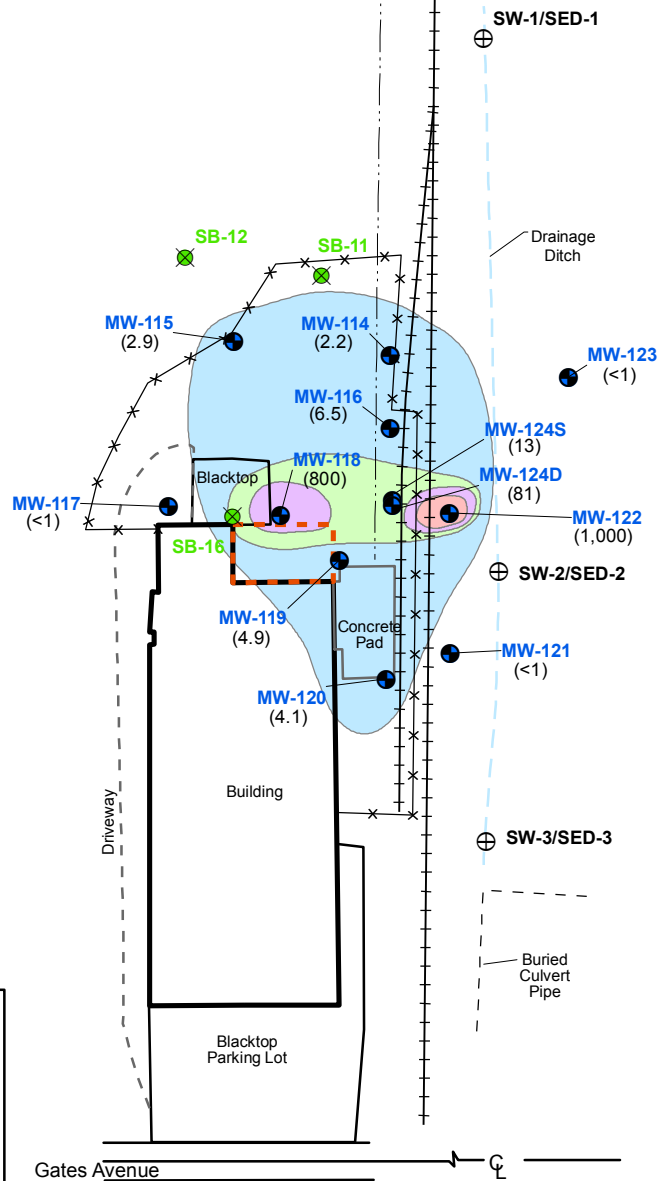 SW-1/SED-1
SB-12
SB-11
Drainage
Ditch
MW-115
(2.9)
MW-114
(2.2)
MW-123
(<1)
MW-116
(6.5)
MW-124S
(13)
MW-118
(800)
Blacktop
MW-124D
(81)
MW-117
(<1)
MW-122
(1,000)
SB-16
SW-2/SED-2
MW-119
(4.9)
Concrete
Pad
MW-121
(<1)
MW-120
(4.1)
Building
Driveway
SW-3/SED-3
Buried
Culvert
Pipe
Blacktop
Parking Lot
Gates Avenue
℄